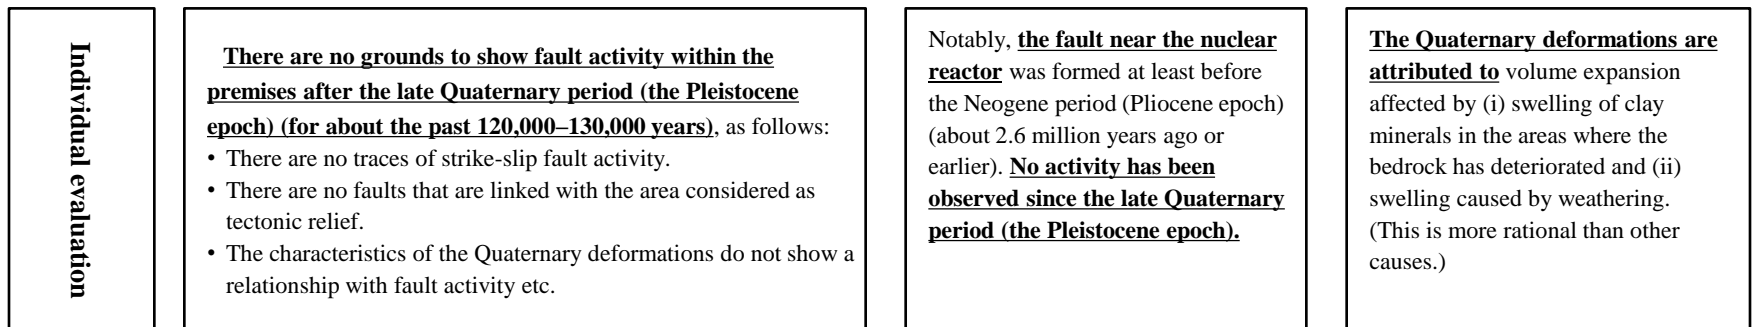 Individual evaluation
There are no grounds to show fault activity within the
premises after the late Quaternary period (the Pleistocene
epoch) (for about the past 120,000–130,000 years), as follows:
• There are no traces of strike-slip fault activity.
• There are no faults that are linked with the area considered as
tectonic relief.
• The characteristics of the Quaternary deformations do not show a
relationship with fault activity etc.
Notably, the fault near the nuclear
reactor was formed at least before
the Neogene period (Pliocene epoch)
(about 2.6 million years ago or
earlier). No activity has been
observed since the late Quaternary
period (the Pleistocene epoch).
The Quaternary deformations are
attributed to volume expansion
affected by (i) swelling of clay
minerals in the areas where the
bedrock has deteriorated and (ii)
swelling caused by weathering.
(This is more rational than other
causes.)